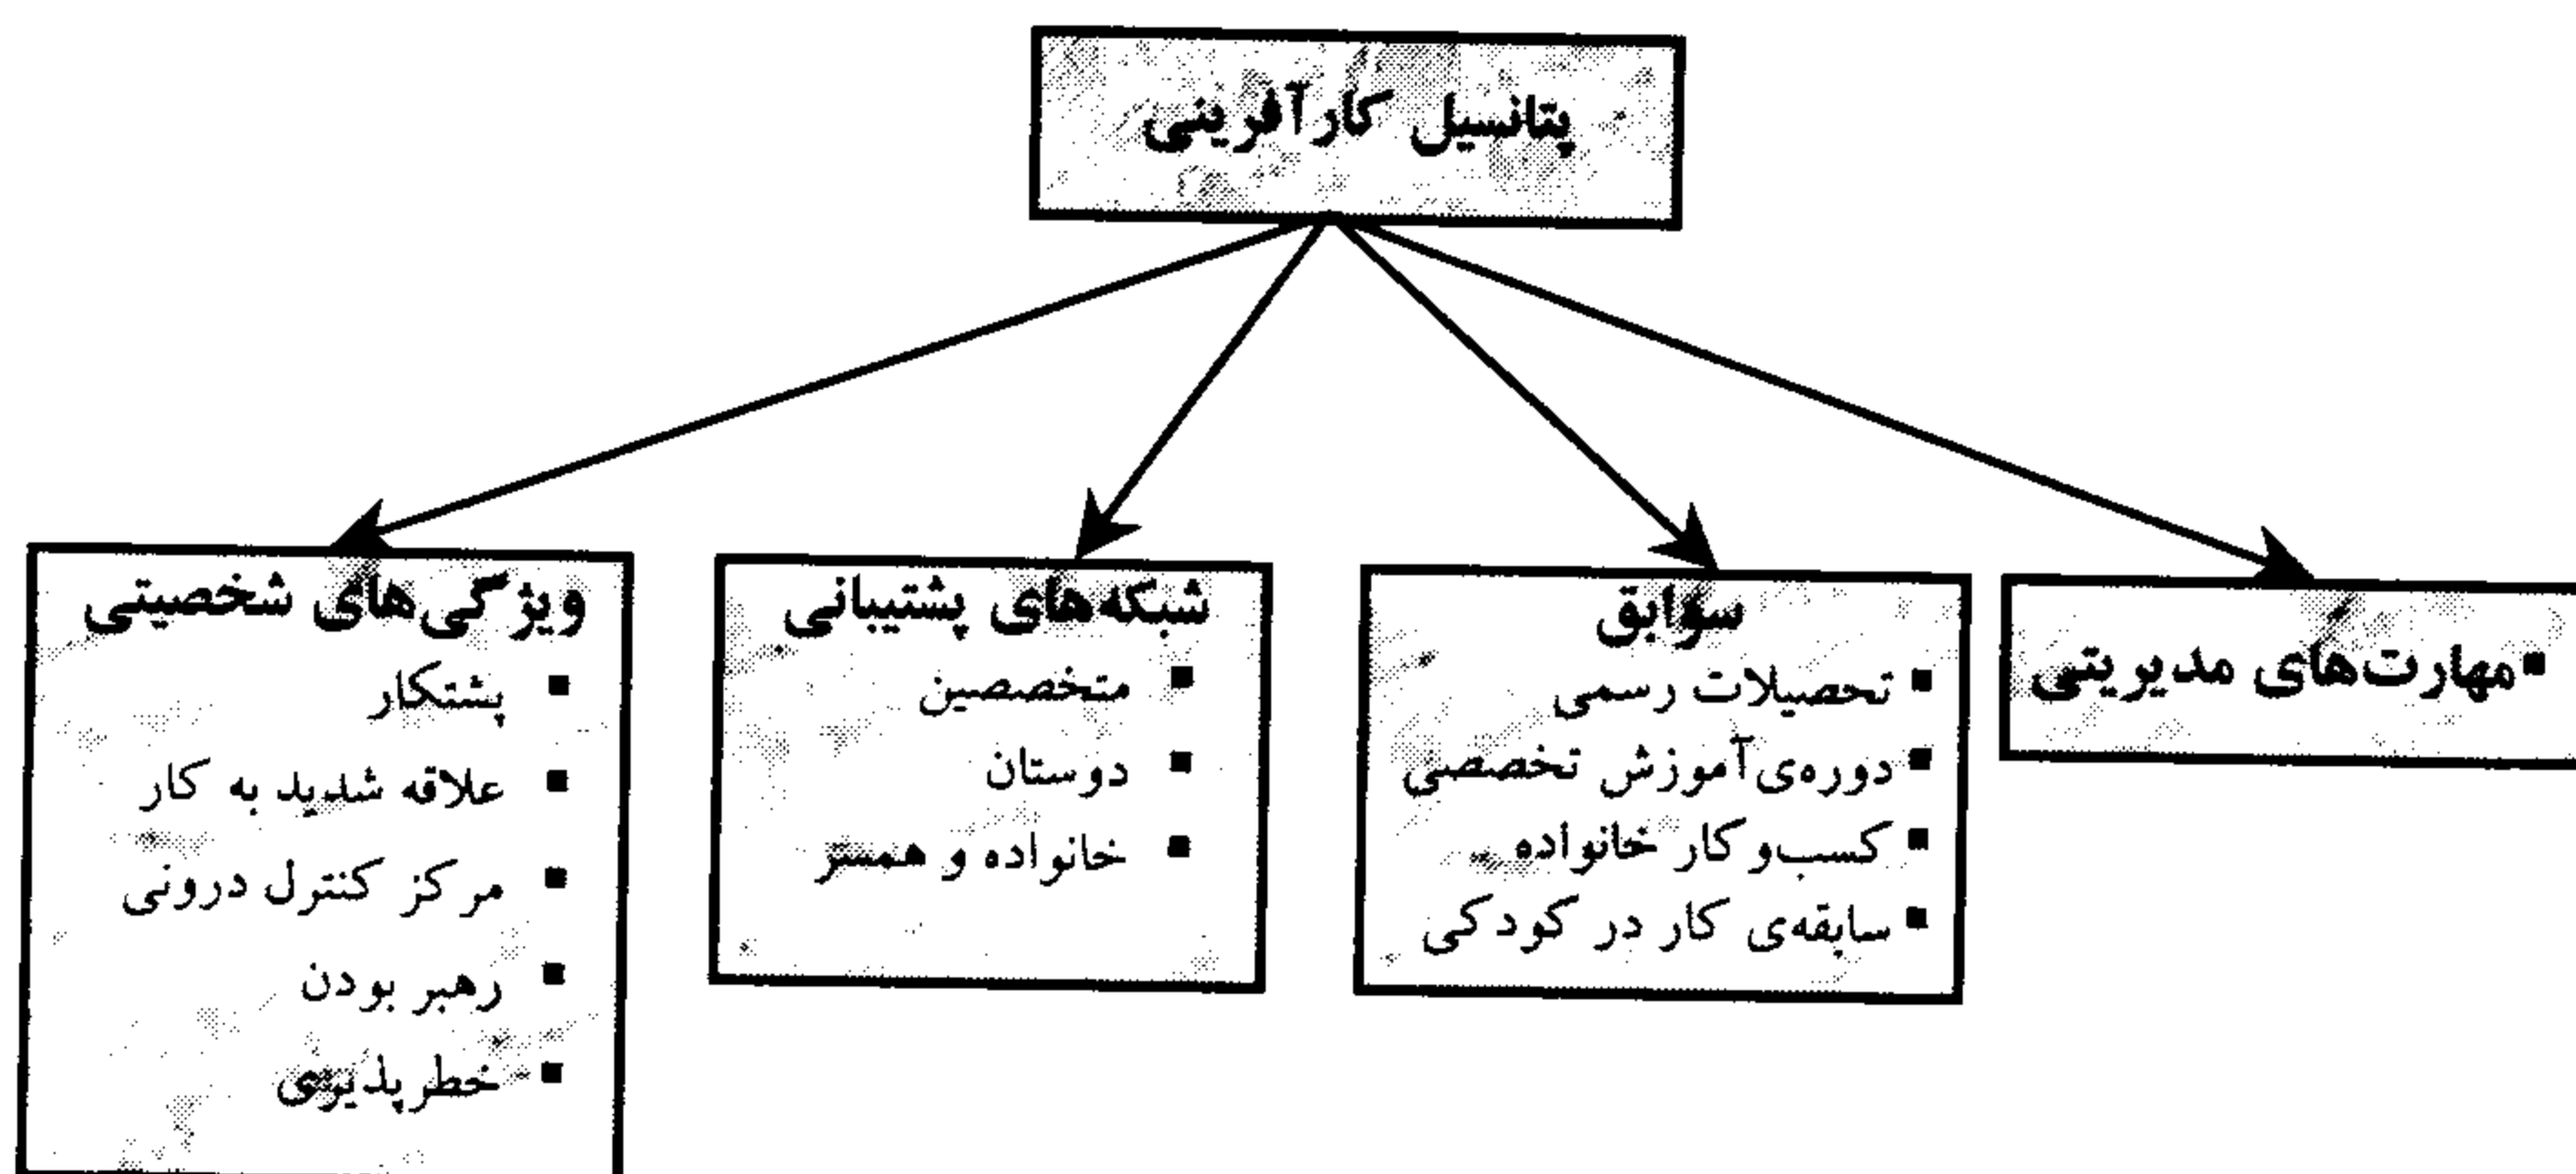 پتانسیل کارآفرینی
▪مهارت‌های مدیریتی
سوابق
▪ تحصیلات رسمی
▪ دوره‌ی آموزش تخصصی
▪ کسب‌و کار خانواده
▪ سابقه‌ی کار در کودکی
شبکه‌های پشتیبانی
▪ متخصصین
▪ دوستان
▪ خانواده و همسر
ویژگی‌های شخصیتی
▪ پشتکار
▪ علاقه شدید به کار
▪ مرکز کنترل درونی
▪ رهبر بودن
▪ خطرپذیری